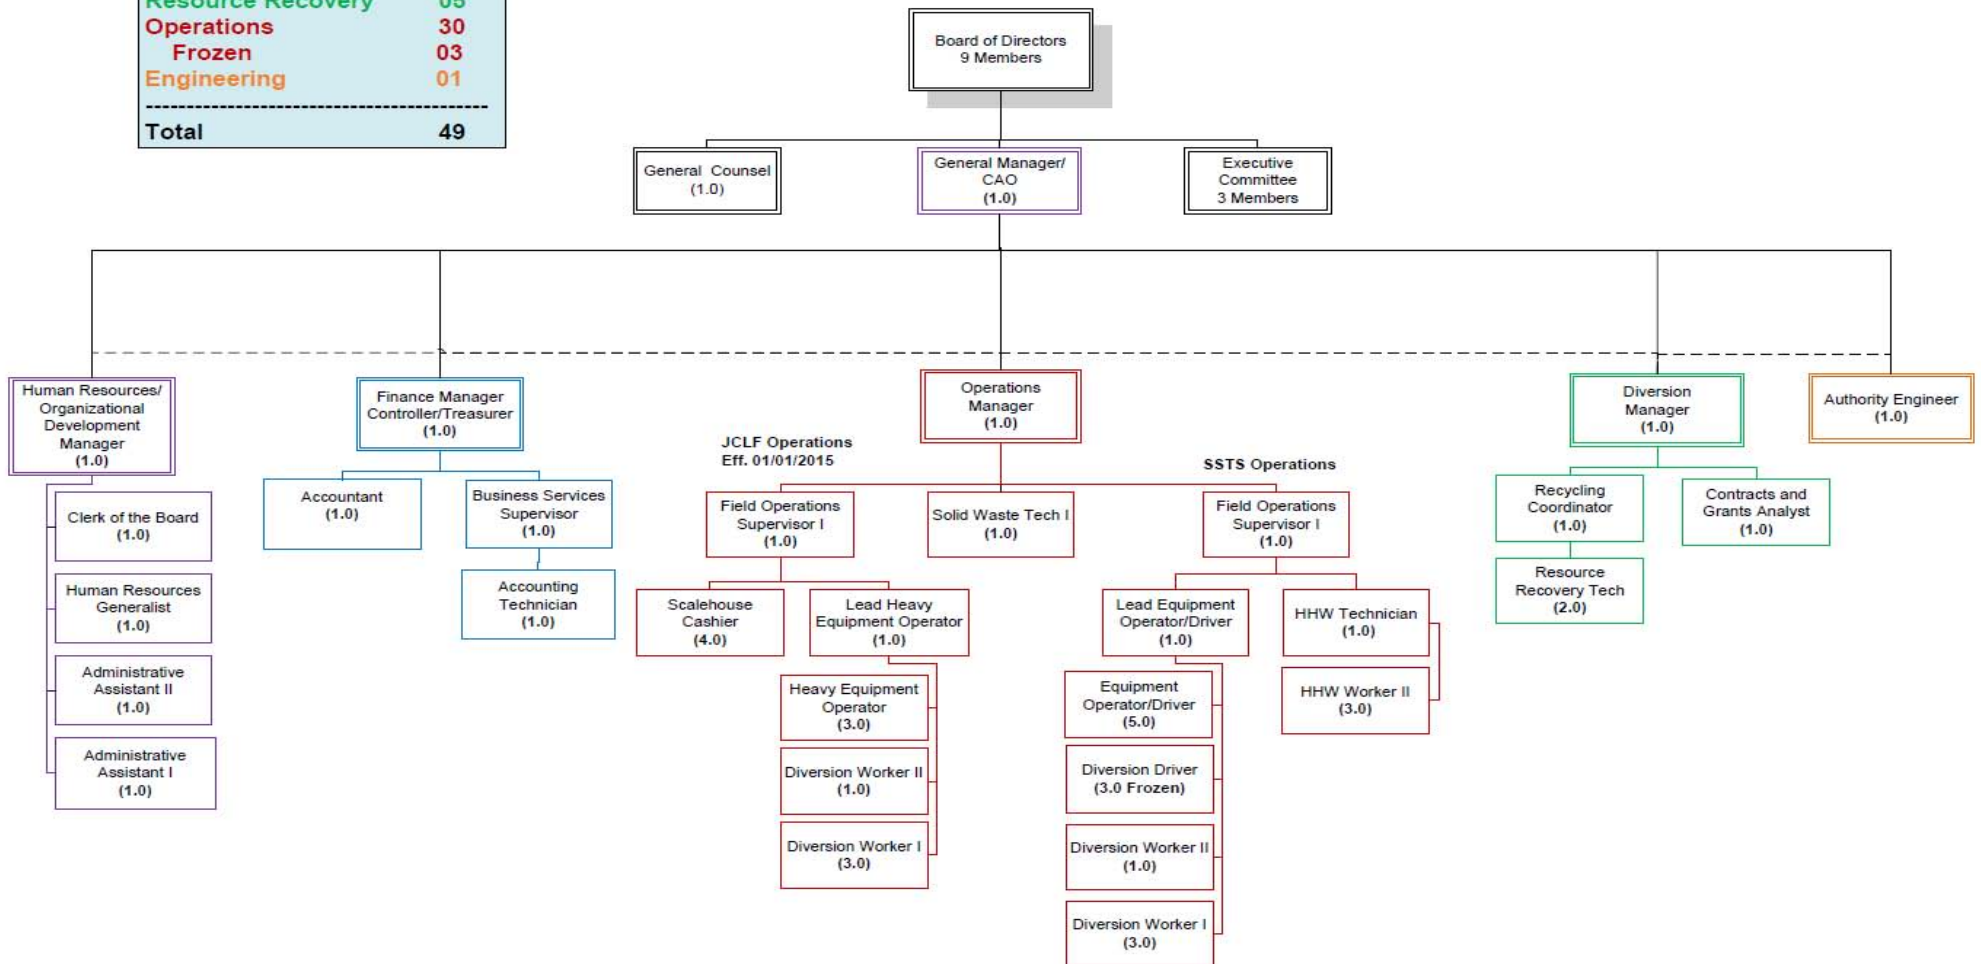 Resource Recovery 05
Operations 30
Frozen 03
Engineering 01
--------------------------------------------
Total 49
Board of Directors
9 Members
General Counsel
(1.0)
General Manager/
CAO
(1.0)
Executive
Committee
3 Members
Human Resources/
Organizational
Development
Manager
(1.0)
Finance Manager
Controller/Treasurer
(1.0)
Operations
Manager
(1.0)
Diversion
Manager
(1.0)
Authority Engineer
(1.0)
JCLF Operations
Eff. 01/01/2015
SSTS Operations
Clerk of the Board
(1.0)
Human Resources
Generalist
(1.0)
Administrative
Assistant II
(1.0)
Administrative
Assistant I
(1.0)
Accountant
(1.0)
Business Services
Supervisor
(1.0)
Accounting
Technician
(1.0)
Field Operations
Supervisor I
(1.0)
Solid Waste Tech I
(1.0)
Field Operations
Supervisor I
(1.0)
Scalehouse
Cashier
(4.0)
Lead Heavy
Equipment Operator
(1.0)
Heavy Equipment
Operator
(3.0)
Diversion Worker II
(1.0)
Diversion Worker I
(3.0)
Lead Equipment
Operator/Driver
(1.0)
HHW Technician
(1.0)
Equipment
Operator/Driver
(5.0)
HHW Worker II
(3.0)
Diversion Driver
(3.0 Frozen)
Diversion Worker II
(1.0)
Diversion Worker I
(3.0)
Recycling
Coordinator
(1.0)
Contracts and
Grants Analyst
(1.0)
Resource
Recovery Tech
(2.0)